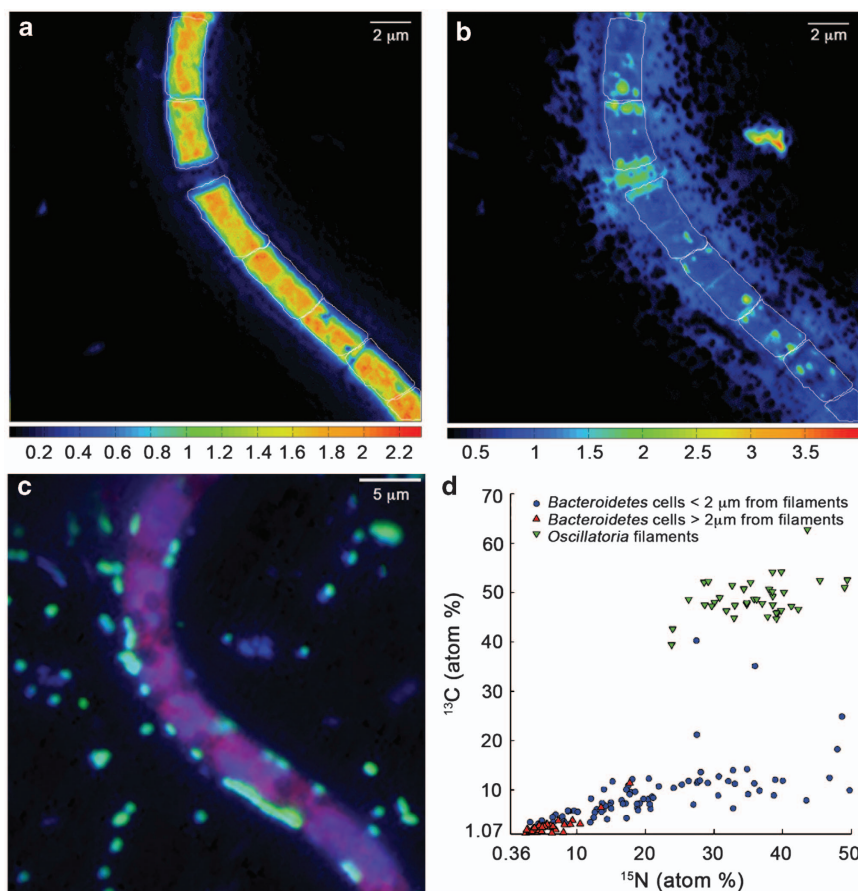 a
2 μm
b
2 μm
0.2 0.4 0.6 0.8 1 1.2 1.4 1.6 1.8 2 2.2
0.5 1 1.5 2 2.5 3 3.5
c
5 μm
d
70
60
50
40
30
20
10
1.07
13C (atom %)
Bacteroidetes cells < 2 μm from filaments
Bacteroidetes cells > 2μm from filaments
Oscillatoria filaments
0.36 10 20 30 40 50
15N (atom %)